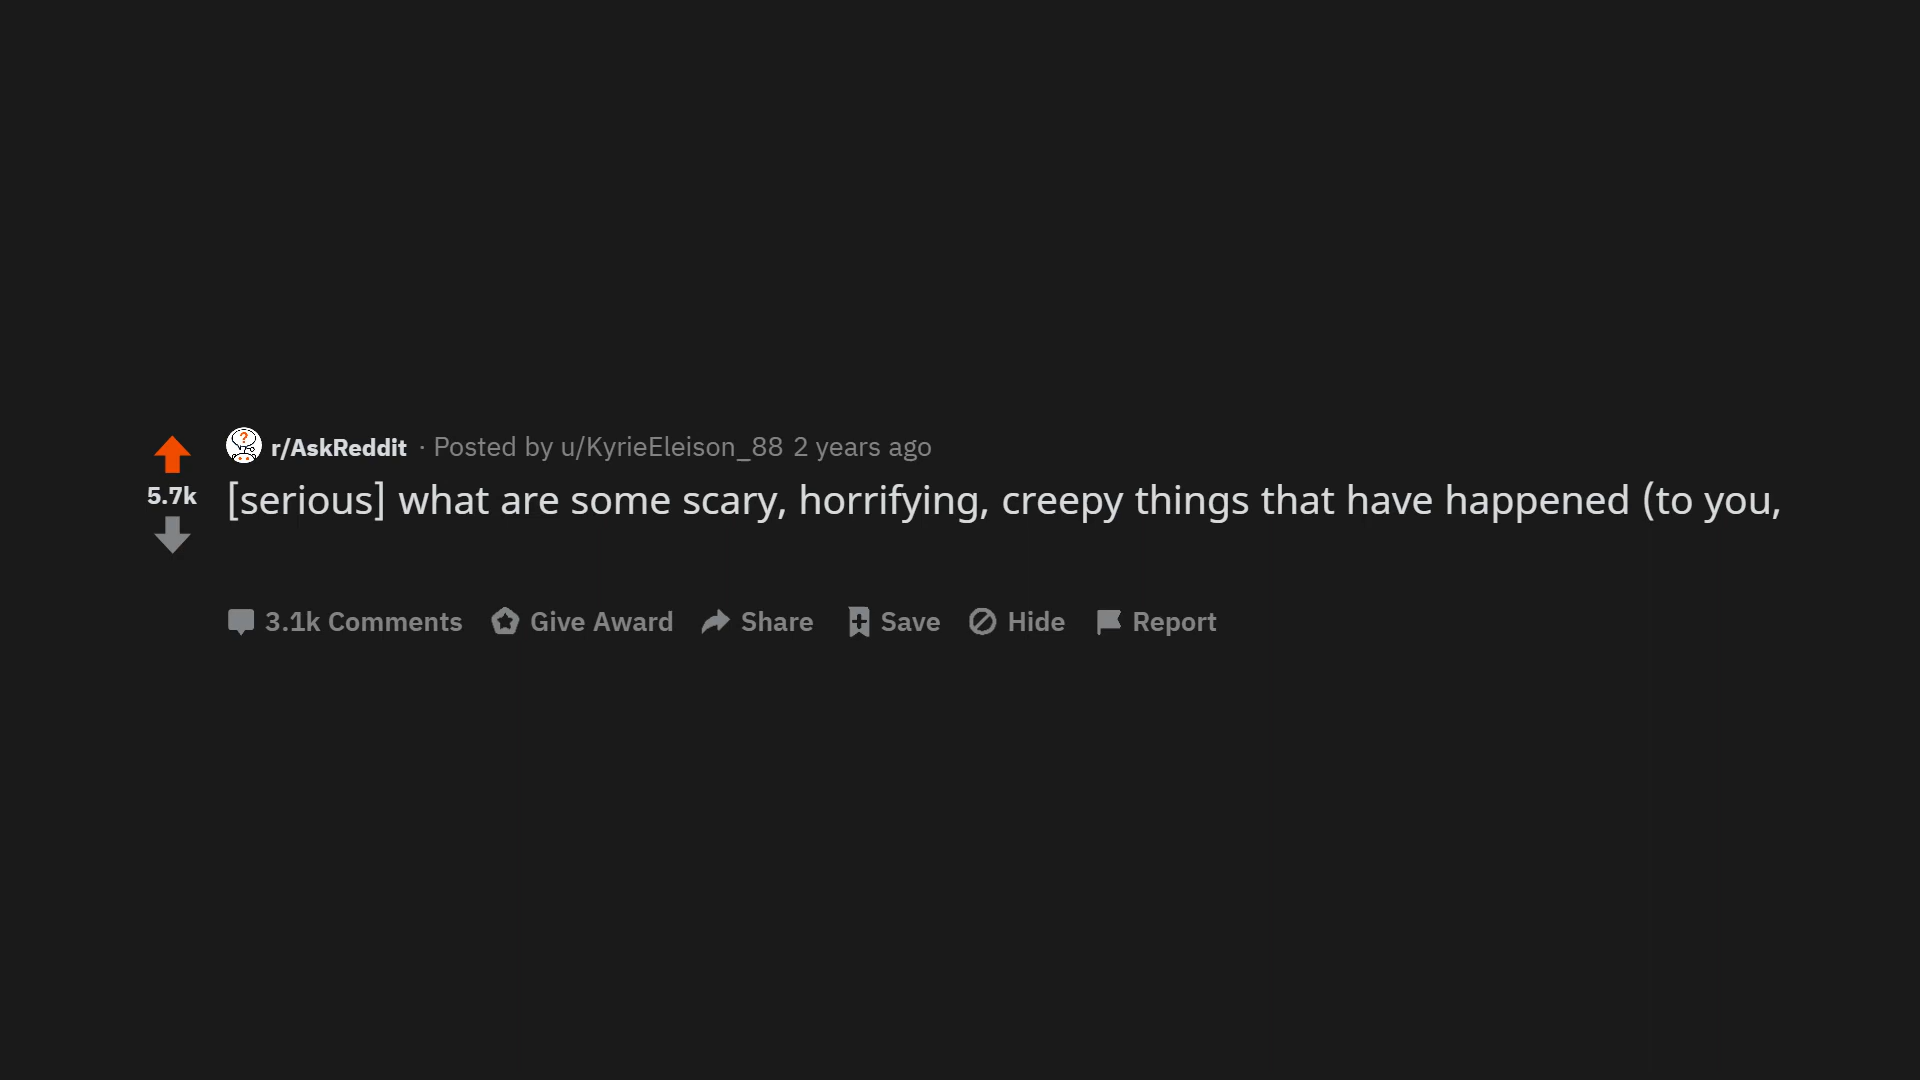 r/AskReddit · Posted by u/KyrieEleison_88 2 years ago
5.7k
[serious] what are some scary, horrifying, creepy things that have happened (to you,
3.1k Comments Give Award Share Save Hide Report